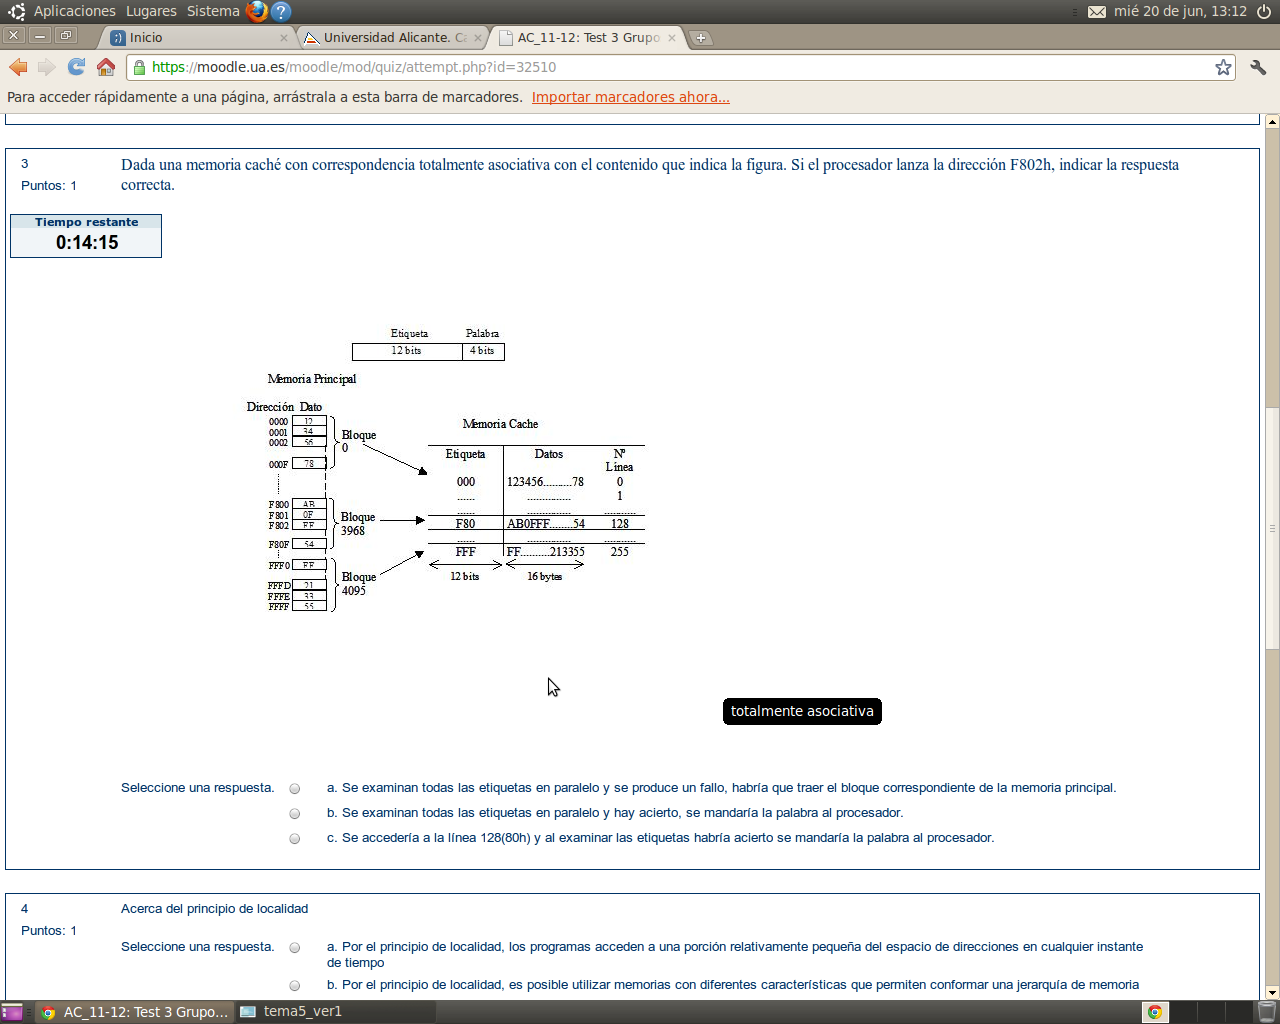 Aplicaciones Lugares Sistema
mié 20 de jun, 13:12
Inicio
Universidad Alicante. Ca
AC_11-12: Test 3 Grupo
https://moodle.ua.es/moodle/mod/quiz/attempt.php?id=32510
Para acceder rápidamente a una página, arrástrala a esta barra de marcadores. Importar marcadores ahora...
3
Puntos: 1
Dada una memoria caché con correspondencia totalmente asociativa con el contenido que indica la figura. Si el procesador lanza la dirección F802h, indicar la respuesta
correcta.
Tiempo restante
0:14:15
Etiqueta Palabra
12 bits 4 bits
Memoria Principal
Dirección Dato
0000 12
0001 34
0002 56
000F 78
Bloque
0
F800 AB
F801 0F
F802 FF
F80F 54
Bloque
3968
FFF0 FF
FFFD 21
FFFE 33
FFFF 55
Bloque
4095
Memoria Cache
Etiqueta Datos Nº
Línea
000 123456..........78 0
...... ............... 1
...... ............... ...........
F80 AB0FFF........54 128
...... ............... ...........
FFF FF..........213355 255
12 bits 16 bytes
totalmente asociativa
Seleccione una respuesta.
a. Se examinan todas las etiquetas en paralelo y se produce un fallo, habría que traer el bloque correspondiente de la memoria principal.
b. Se examinan todas las etiquetas en paralelo y hay acierto, se mandaría la palabra al procesador.
c. Se accedería a la línea 128(80h) y al examinar las etiquetas habría acierto se mandaría la palabra al procesador.
4
Puntos: 1
Acerca del principio de localidad
Seleccione una respuesta.
a. Por el principio de localidad, los programas acceden a una porción relativamente pequeña del espacio de direcciones en cualquier instante
de tiempo
b. Por el principio de localidad, es posible utilizar memorias con diferentes características que permiten conformar una jerarquía de memoria
AC_11-12: Test 3 Grupo...
tema5_ver1